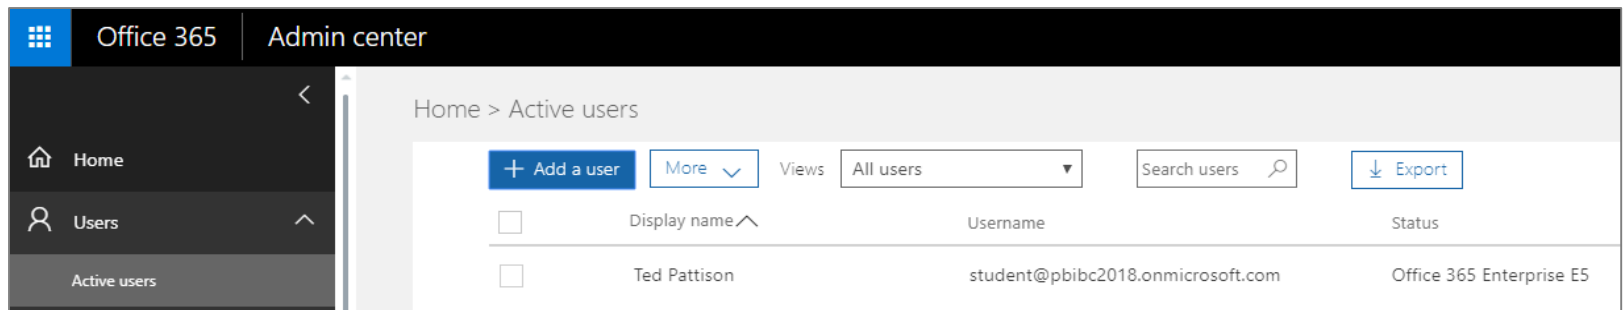 Office 365 Admin center
Home > Active users
Home
+ Add a user More Views All users Search users Export
Users
Display name Username Status
Active users
Ted Pattison student@pbibc2018.onmicrosoft.com Office 365 Enterprise E5